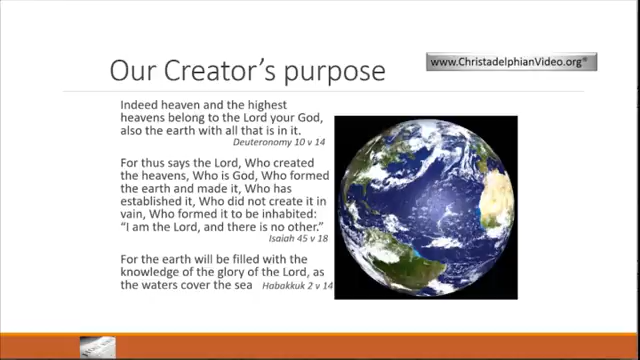 www.ChristadelphianVideo.org®
Our Creator's purpose
Indeed heaven and the highest
heavens belong to the Lord your God,
also the earth with all that is in it.
Deuteronomy 10 v 14
For thus says the Lord, Who created
the heavens, Who is God, Who formed
the earth and made it, Who has
established it, Who did not create it in
vain, Who formed it to be inhabited:
“I am the Lord, and there is no other.”
Isaiah 45 v 18
For the earth will be filled with the
knowledge of the glory of the Lord, as
the waters cover the sea Habakkuk 2 v 14